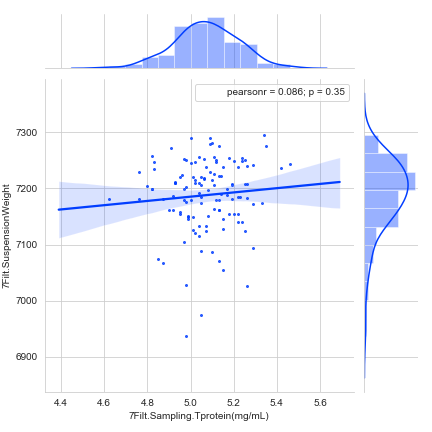 pearsonr = 0.086; p = 0.35
7300
7200
7100
7000
6900
7Filt.SuspensionWeight
4.4 4.6 4.8 5.0 5.2 5.4 5.6
7Filt.Sampling.Tprotein(mg/mL)